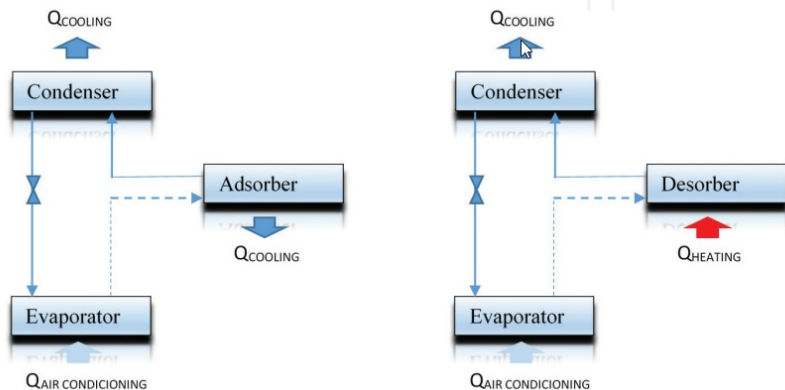 QCOOLING
Condenser
Adsorber
QCOOLING
Evaporator
QAIR CONDICIONING
QCOOLING
Condenser
Desorber
QHEATING
Evaporator
QAIR CONDICIONING